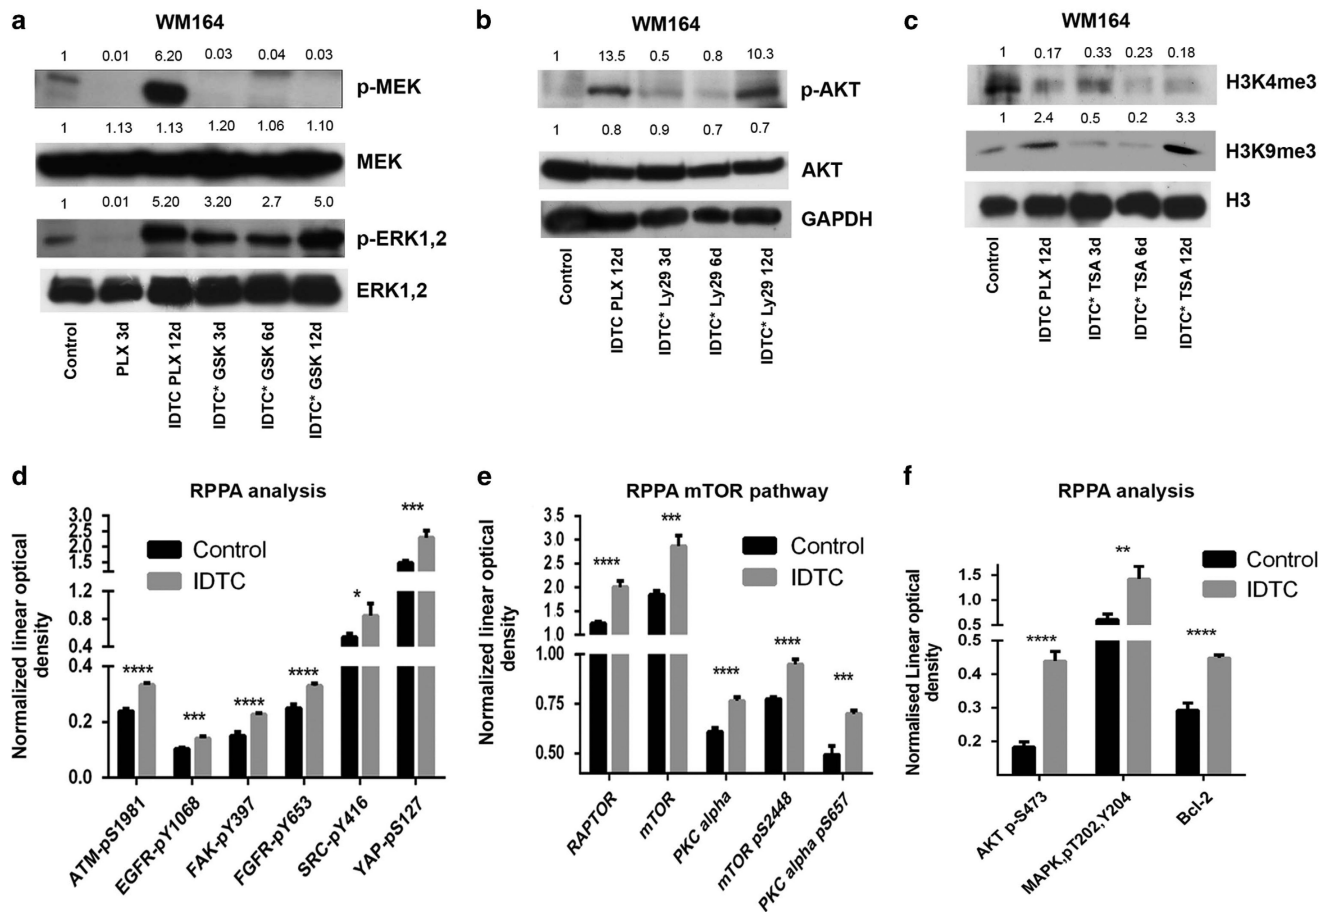 a
WM164
1 0.01 6.20 0.03 0.04 0.03
p-MEK
1 1.13 1.13 1.20 1.06 1.10
MEK
1 0.01 5.20 3.20 2.7 5.0
p-ERK1,2
ERK1,2
Control
PLX 3d
IDTC PLX 12d
IDTC* GSK 3d
IDTC* GSK 6d
IDTC* GSK 12d
b
WM164
1 13.5 0.5 0.8 10.3
p-AKT
1 0.8 0.9 0.7 0.7
AKT
GAPDH
Control
IDTC PLX 12d
IDTC* Ly29 3d
IDTC* Ly29 6d
IDTC* Ly29 12d
c
WM164
1 0.17 0.33 0.23 0.18
H3K4me3
1 2.4 0.5 0.2 3.3
H3K9me3
H3
Control
IDTC PLX 12d
IDTC* TSA 3d
IDTC* TSA 6d
IDTC* TSA 12d
d
RPPA analysis
Normalized linear optical
density
3.0
2.5
2.0
1.5
1.2
0.8
0.4
0.4
0.2
0.0
Control
IDTC
****
***
****
****
*
***
ATM-pS1981
EGFR-pY1068
FAK-pY397
FGFR-pY653
SRC-pY416
YAP-pS127
e
RPPA mTOR pathway
Normalized linear optical
density
3.5
3.0
2.5
2.0
1.5
1.0
1.00
0.75
0.50
Control
IDTC
****
***
****
****
***
RAPTOR
mTOR
PKC alpha
mTOR pS2448
PKC alpha pS657
f
RPPA analysis
Normalised Linear optical
density
1.5
1.0
0.5
0.5
0.4
0.3
0.2
Control
IDTC
****
**
****
AKT p-S473
MAPK,pT202,Y204
Bcl-2